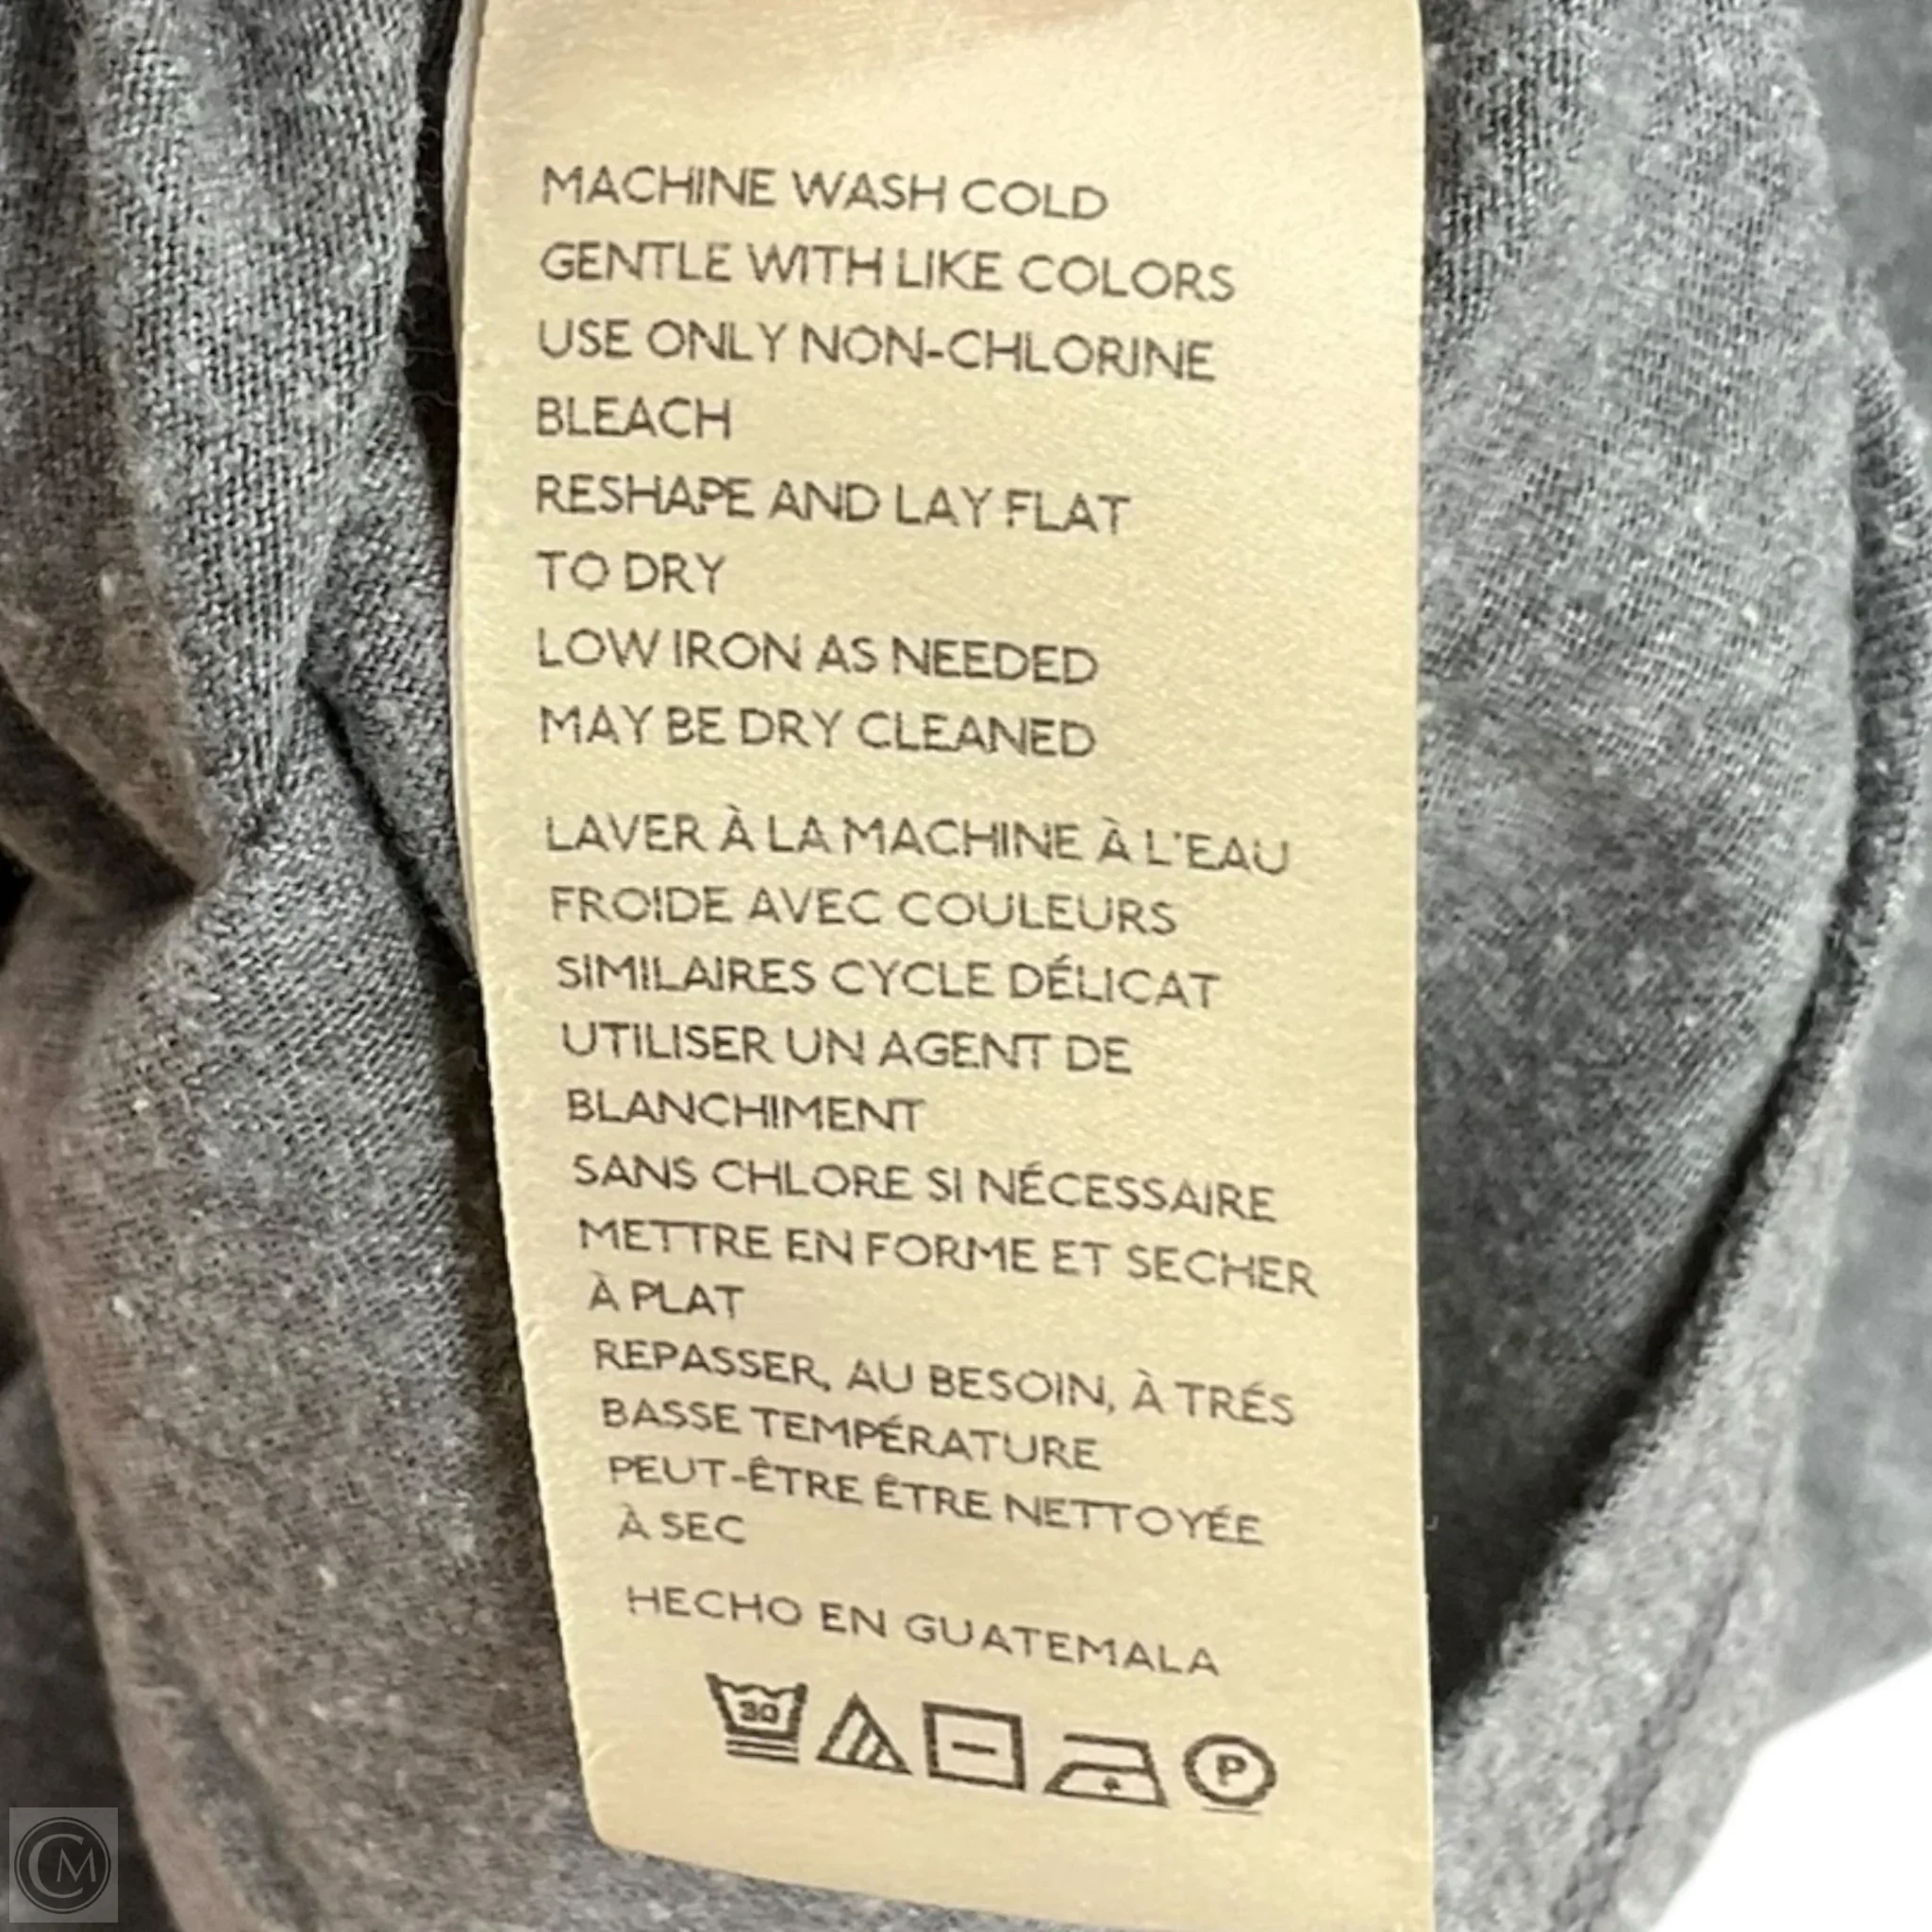 MACHINE WASH COLD
GENTLE WITH LIKE COLORS
USE ONLY NON-CHLORINE
BLEACH
RESHAPE AND LAY FLAT
TO DRY
LOW IRON AS NEEDED
MAY BE DRY CLEANED
LAVER À LA MACHINE À L'EAU
FROIDE AVEC COULEURS
SIMILAIRES CYCLE DÉLICAT
UTILISER UN AGENT DE
BLANCHIMENT
SANS CHLORE SI NÉCESSAIRE
METTRE EN FORME ET SECHER
À PLAT
REPASSER, AU BESOIN, À TRÉS
BASSE TEMPÉRATURE
PEUT-ÊTRE ÊTRE NETTOYÉE
À SEC
HECHO EN GUATEMALA
30 P
CM